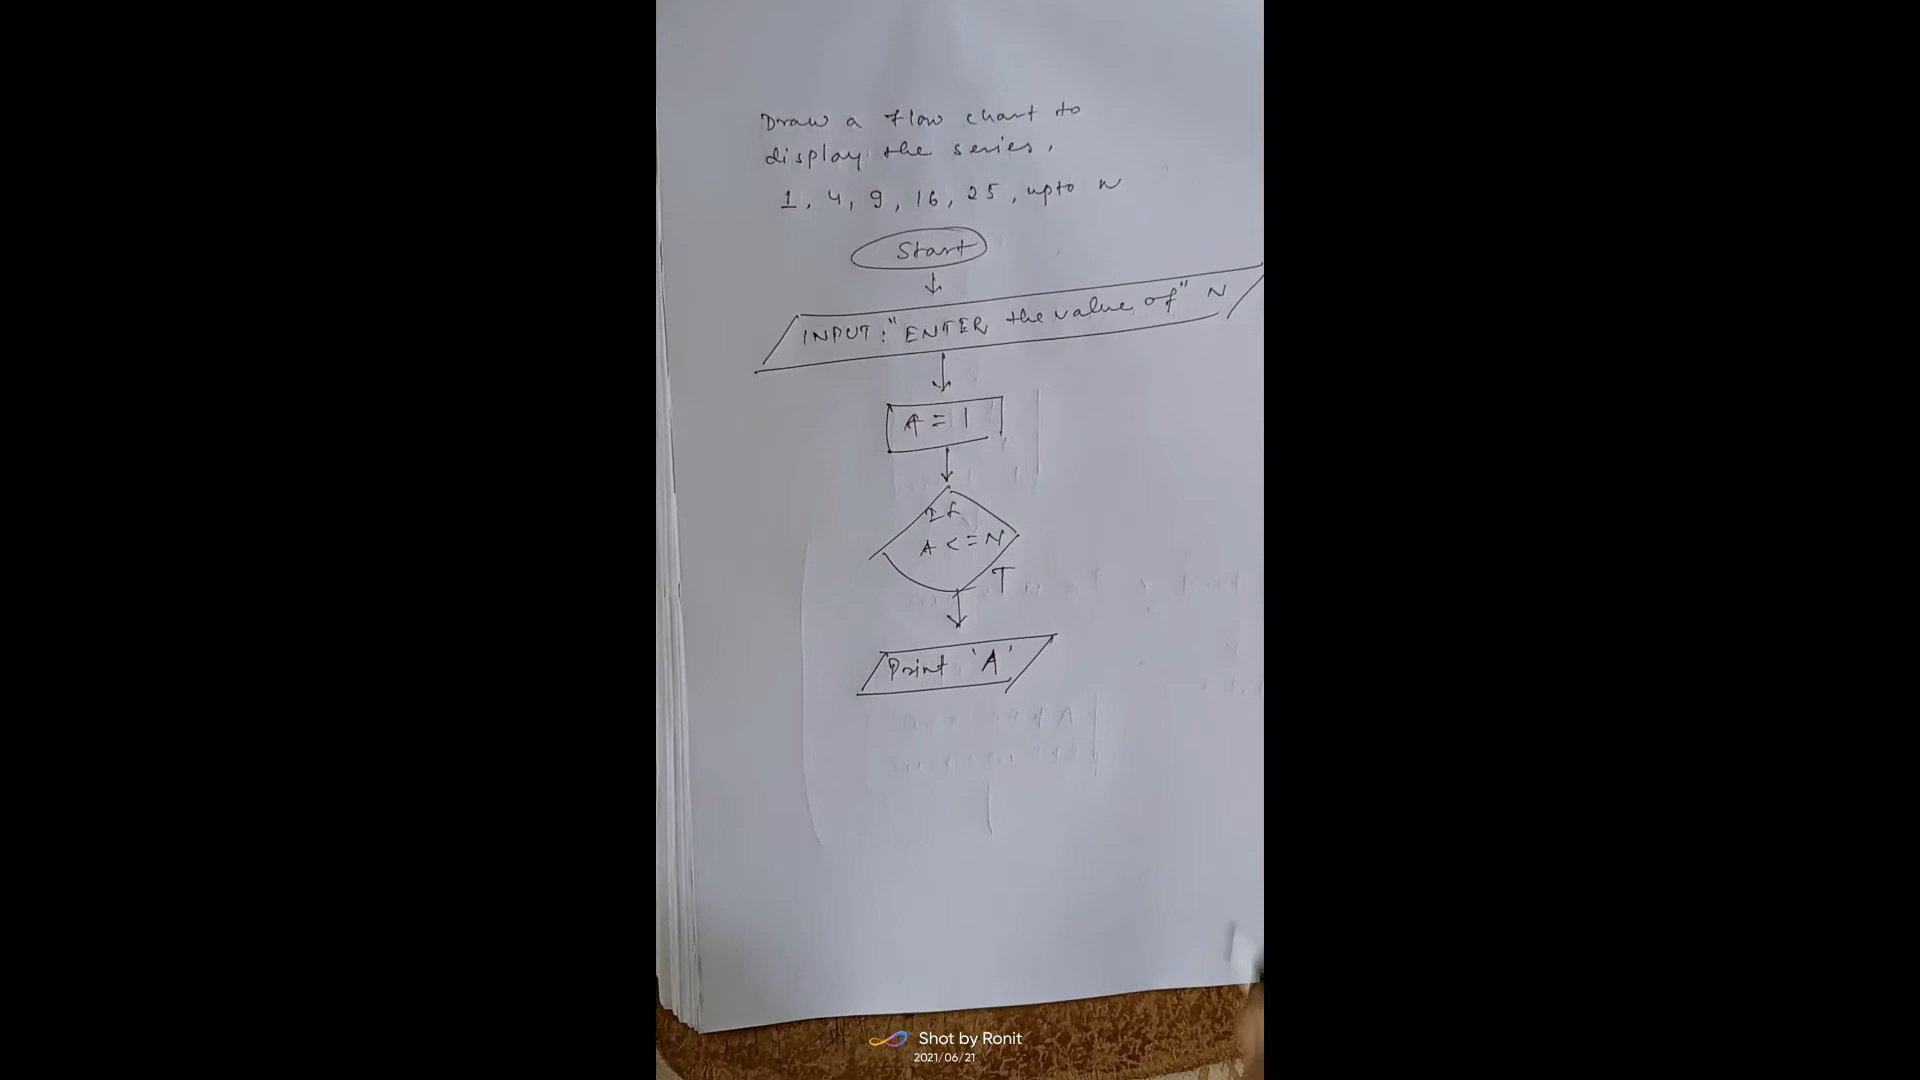 Draw a flow chart to
display the series,
1, 4, 9, 16, 25, upto N
Start
INPUT: "ENTER the value of" N
A = 1
If
A <= N
T
Print 'A'
Shot by Ronit
2021/06/21